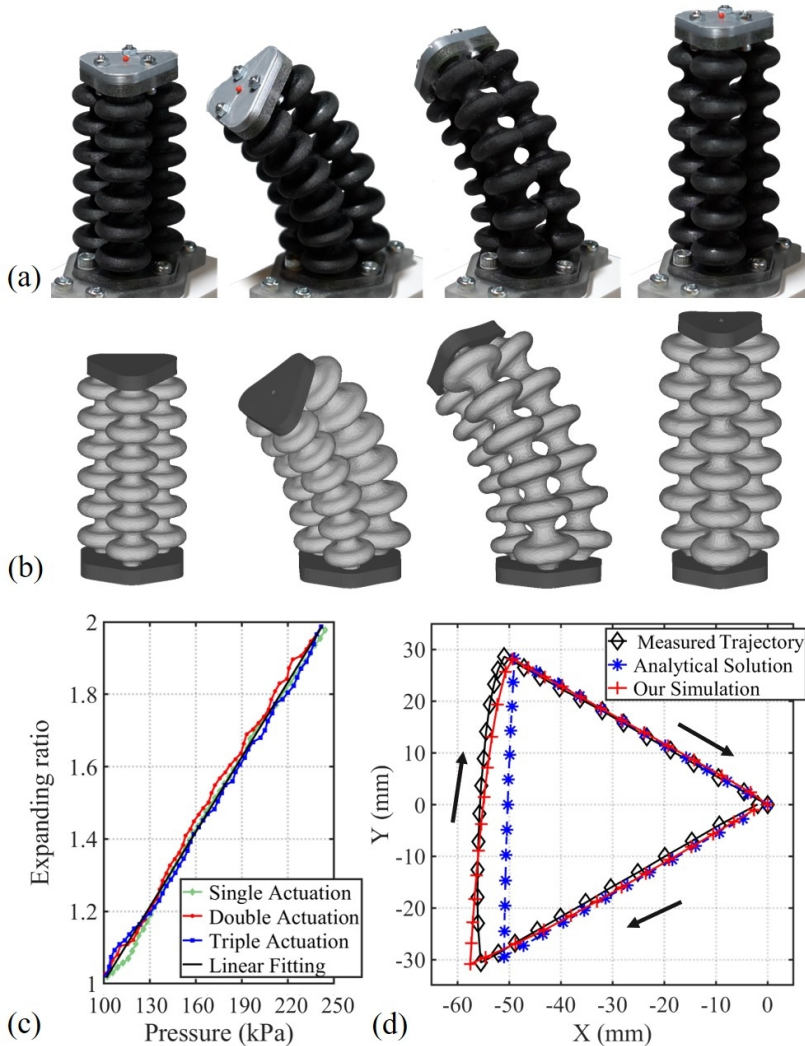 (a)
(b)
2
1.8
1.6
1.4
1.2
1
Expanding ratio
Single Actuation
Double Actuation
Triple Actuation
Linear Fitting
100 130 160 190 220 250
Pressure (kPa)
(c)
30
20
10
0
-10
-20
-30
Y (mm)
Measured Trajectory
Analytical Solution
Our Simulation
-60 -50 -40 -30 -20 -10 0
X (mm)
(d)